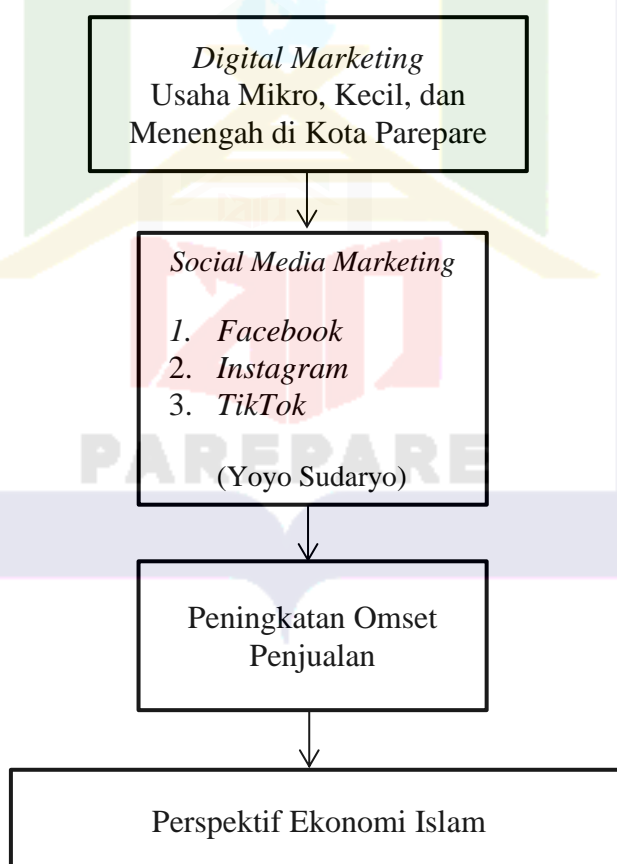 Digital Marketing
Usaha Mikro, Kecil, dan
Menengah di Kota Parepare
Social Media Marketing
1. Facebook
2. Instagram
3. TikTok
PAREPARE
(Yoyo Sudaryo)
Peningkatan Omset
Penjualan
Perspektif Ekonomi Islam